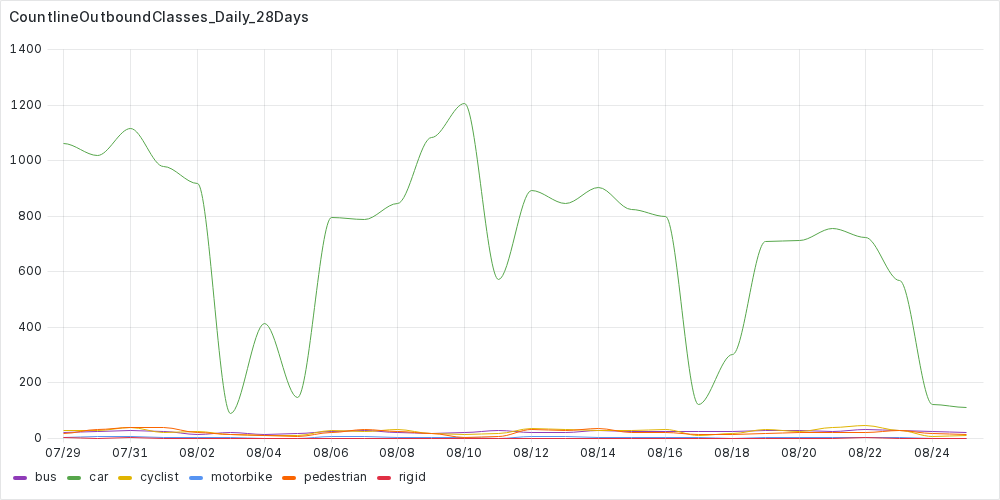 CountlineOutboundClasses_Daily_28Days
1400
1200
1000
800
600
400
200
0
07/29 07/31 08/02 08/04 08/06 08/08 08/10 08/12 08/14 08/16 08/18 08/20 08/22 08/24
bus car cyclist motorbike pedestrian rigid